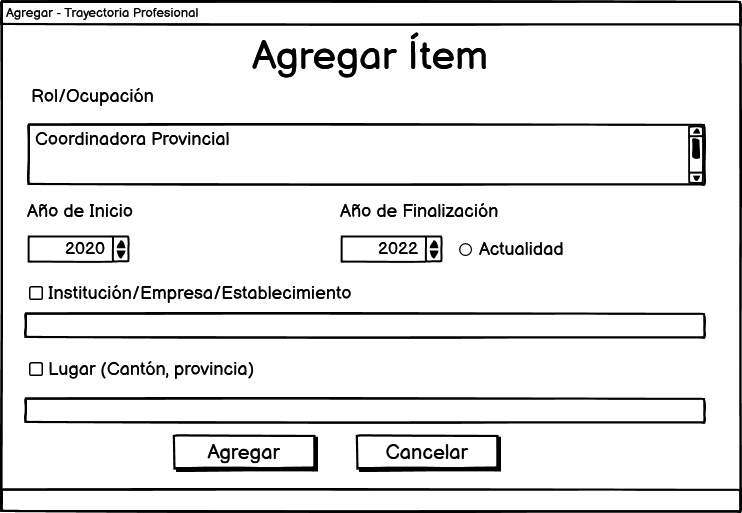 Agregar - Trayectoria Profesional
Agregar Ítem
Rol/Ocupación
Coordinadora Provincial
Año de Inicio Año de Finalización
2020 2022 Actualidad
Institución/Empresa/Establecimiento
Lugar (Cantón, provincia)
Agregar Cancelar